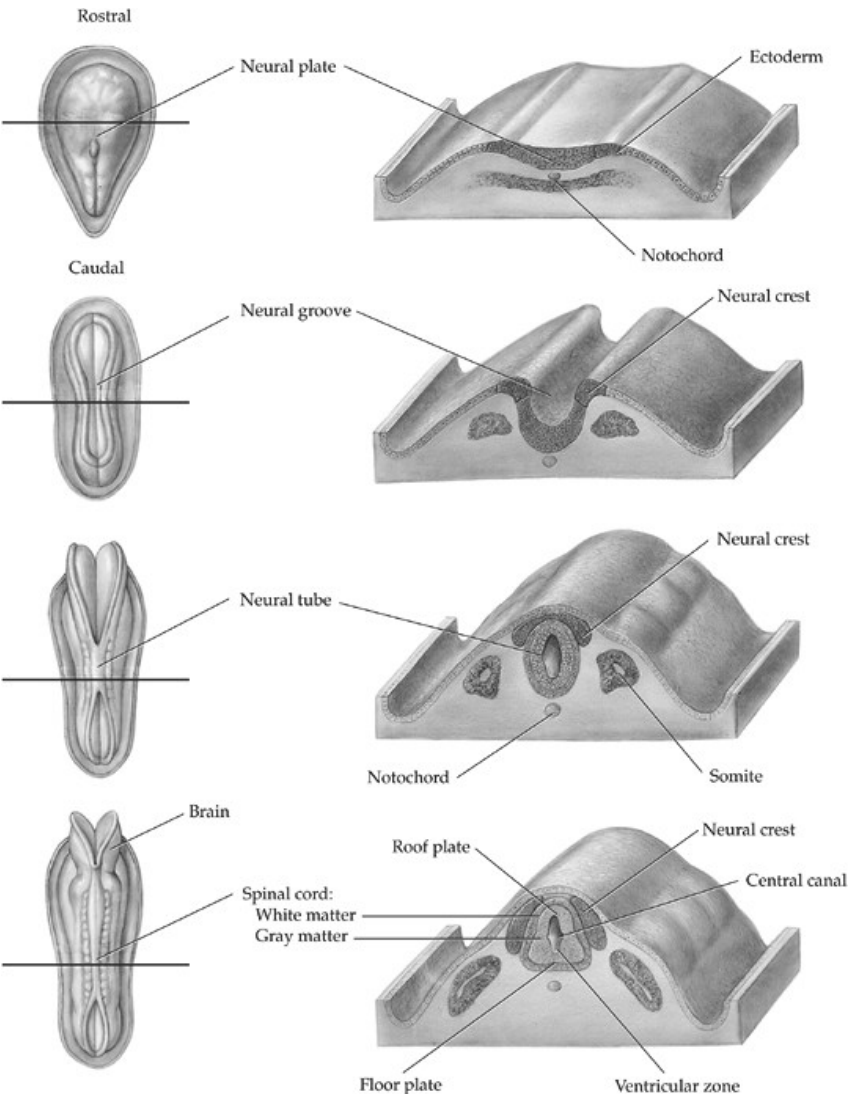 Rostral
Neural plate
Ectoderm
Notochord
Caudal
Neural groove
Neural crest
Neural crest
Neural tube
Notochord
Somite
Brain
Roof plate
Neural crest
Central canal
Spinal cord:
White matter
Gray matter
Floor plate
Ventricular zone